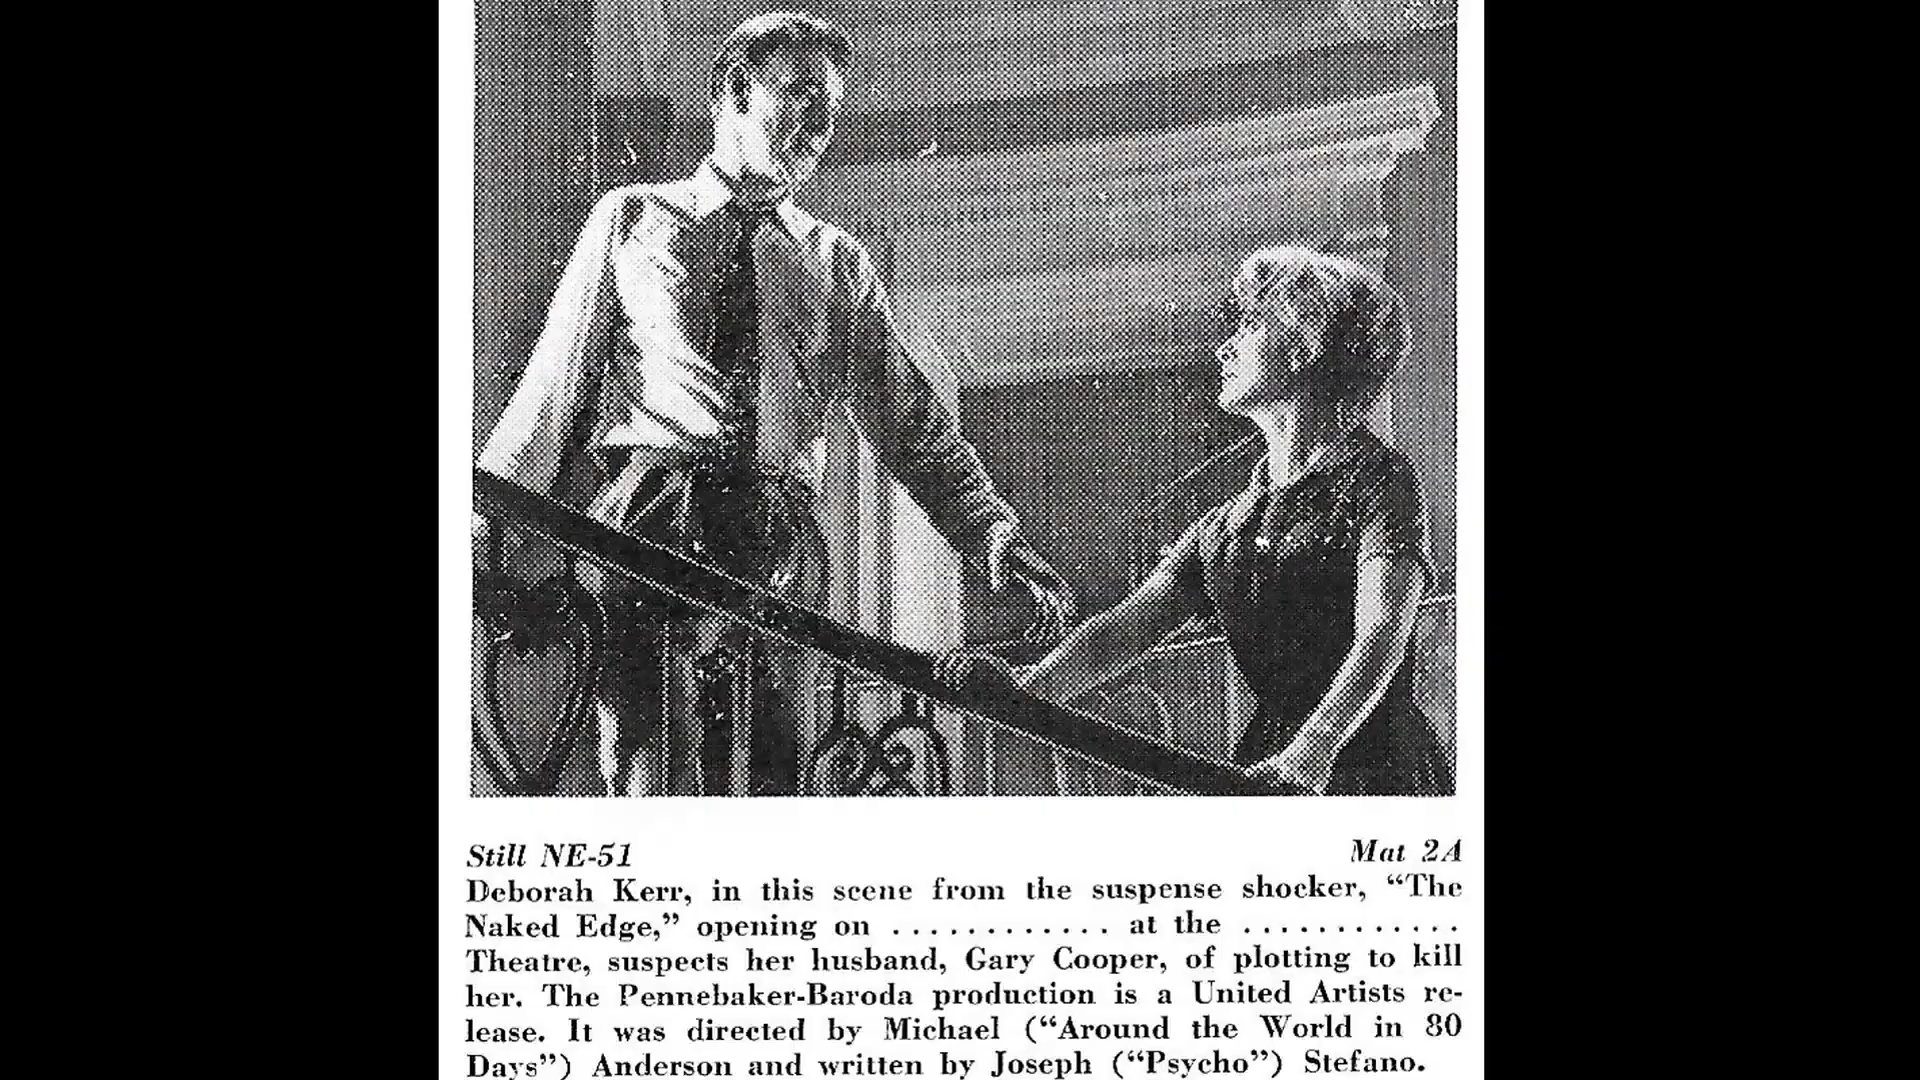 Still NE-51 Mat 2A
Deborah Kerr, in this scene from the suspense shocker, “The
Naked Edge,” opening on ............ at the ............
Theatre, suspects her husband, Gary Cooper, of plotting to kill
her. The Pennebaker-Baroda production is a United Artists re-
lease. It was directed by Michael (“Around the World in 80
Days”) Anderson and written by Joseph (“Psycho”) Stefano.